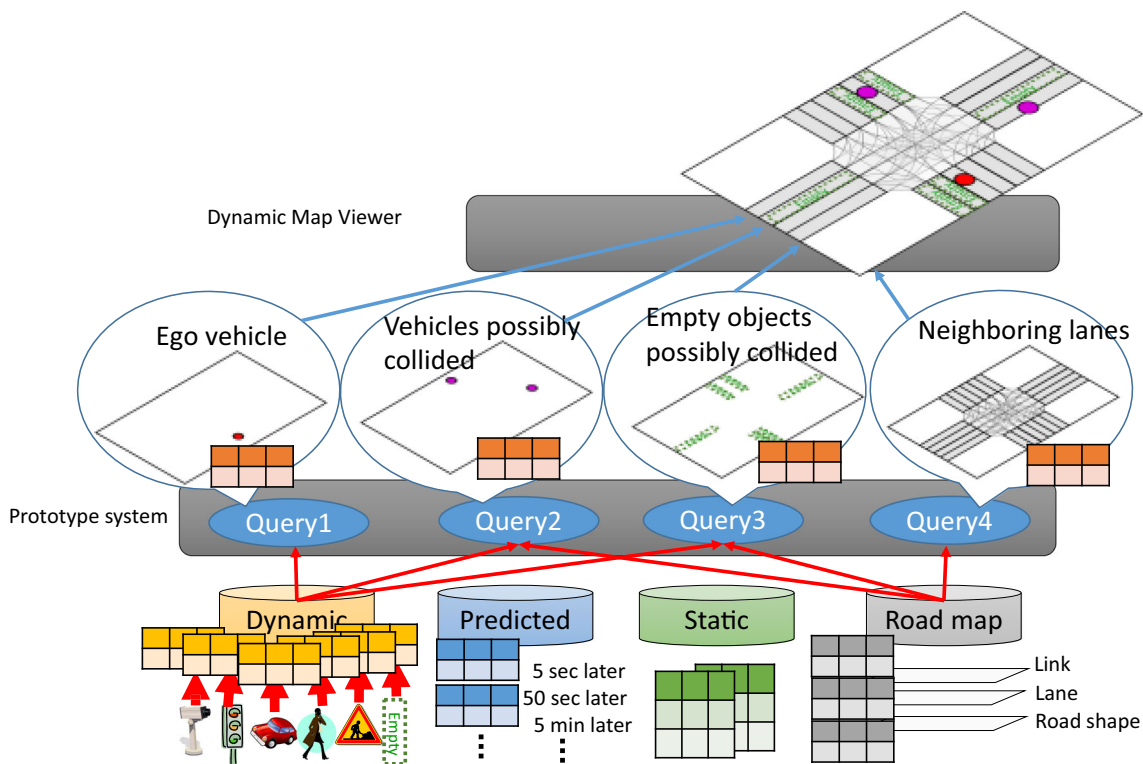 Dynamic Map Viewer
Empty
Ego vehicle
Vehicles possibly
collided
Empty objects
possibly collided
Neighboring lanes
Prototype system
Query1
Query2
Query3
Query4
Dynamic
Predicted
Static
Road map
5 sec later
50 sec later
5 min later
Link
Lane
Road shape
G
G
G
Empty